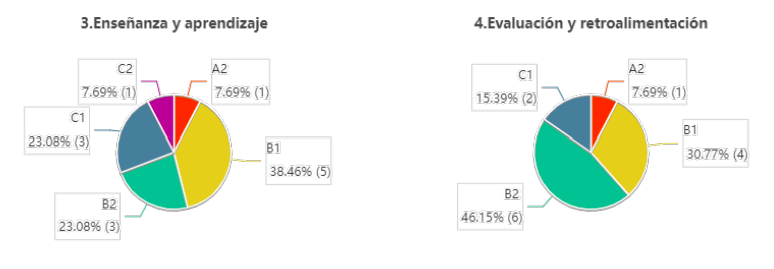 3.Enseñanza y aprendizaje
C2
7.69% (1)
A2
7.69% (1)
C1
23.08% (3)
B1
38.46% (5)
B2
23.08% (3)
4.Evaluación y retroalimentación
C1
15.39% (2)
A2
7.69% (1)
B1
30.77% (4)
B2
46.15% (6)